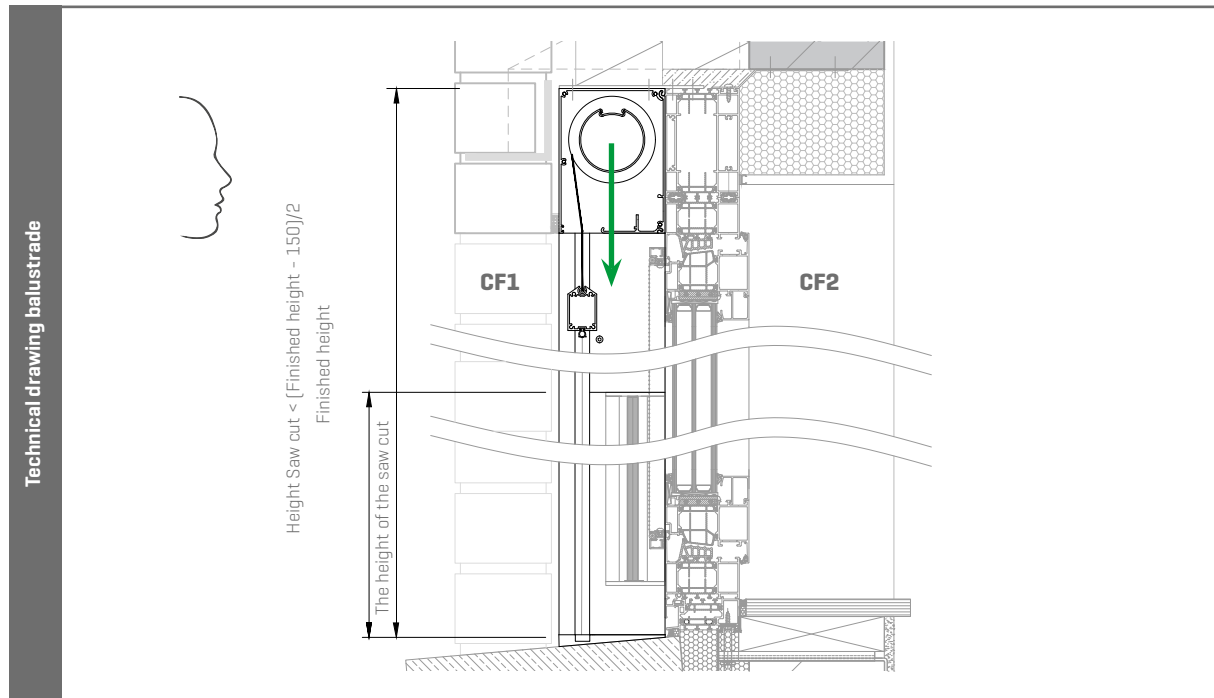 Technical drawing balustrade
Height Saw cut < (Finished height - 150)/2
Finished height
The height of the saw cut
CF1
CF2